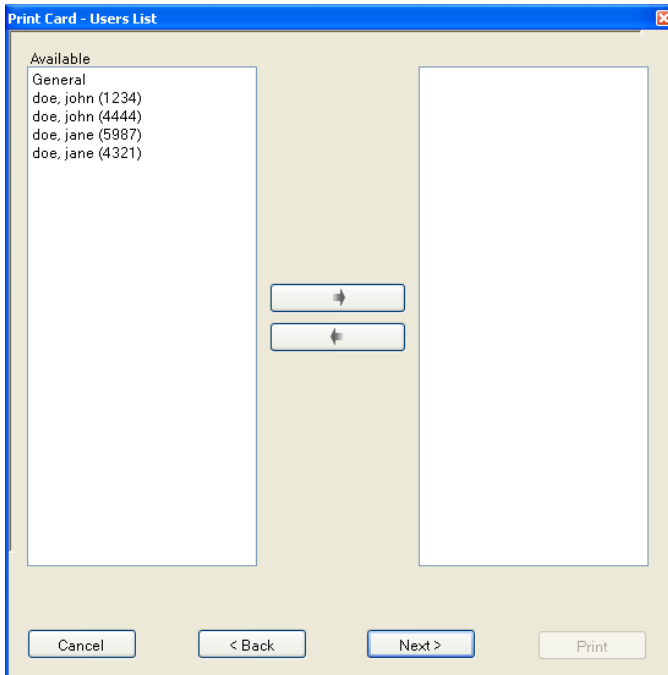 Print Card - Users List
Available
General
doe, john (1234)
doe, john (4444)
doe, jane (5987)
doe, jane (4321)
Cancel
< Back
Next >
Print